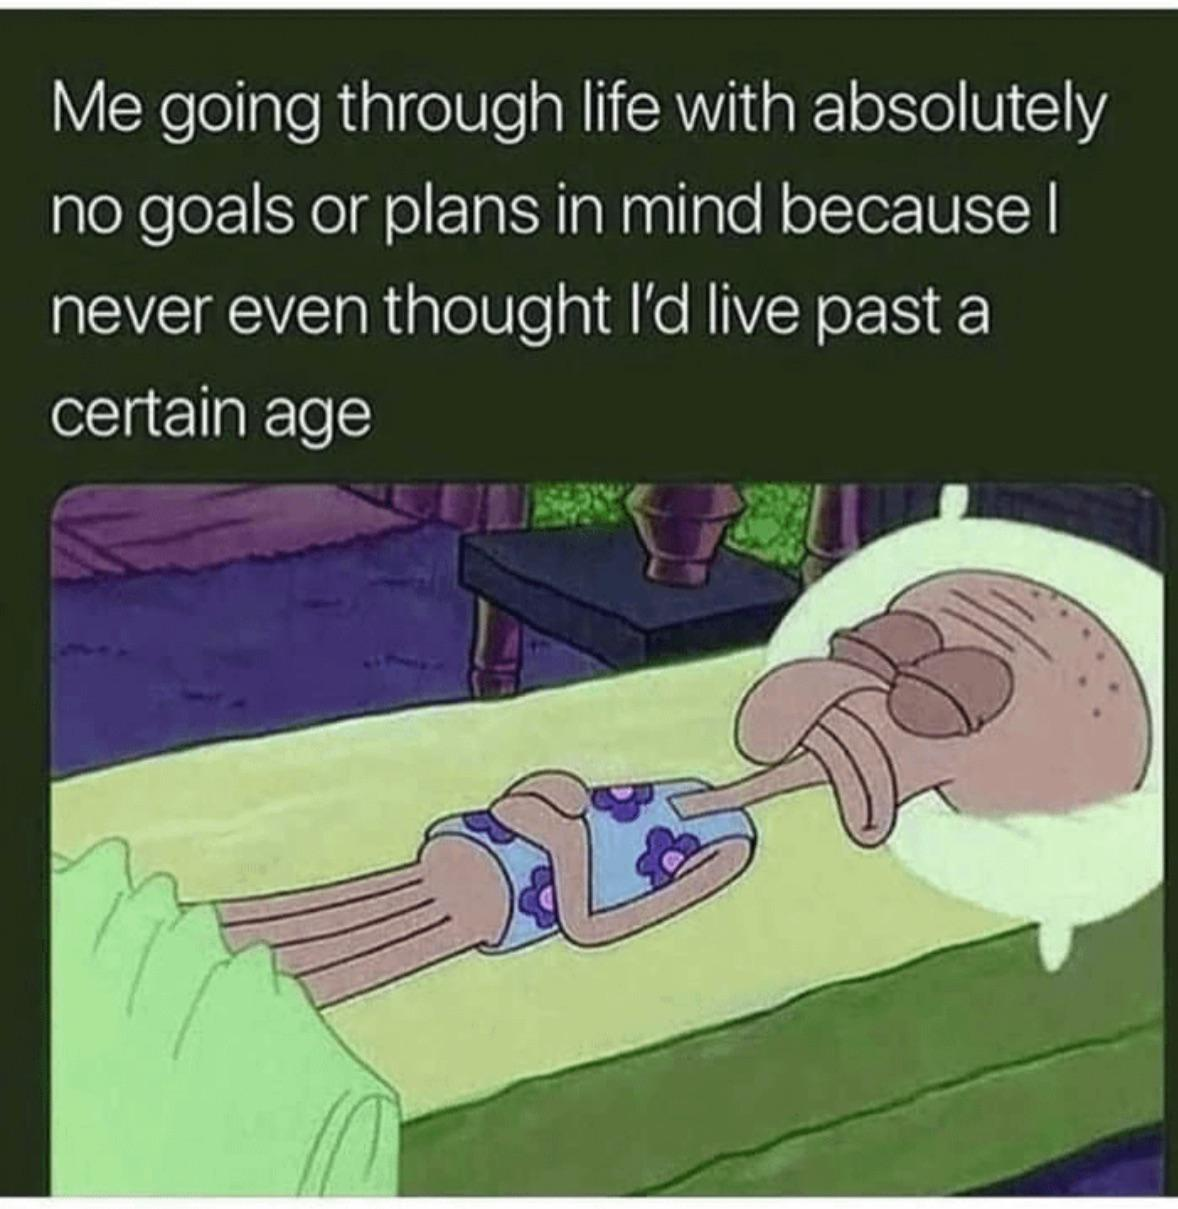 Me going through life with absolutely
no goals or plans in mind because I
never even thought I'd live past a
certain age